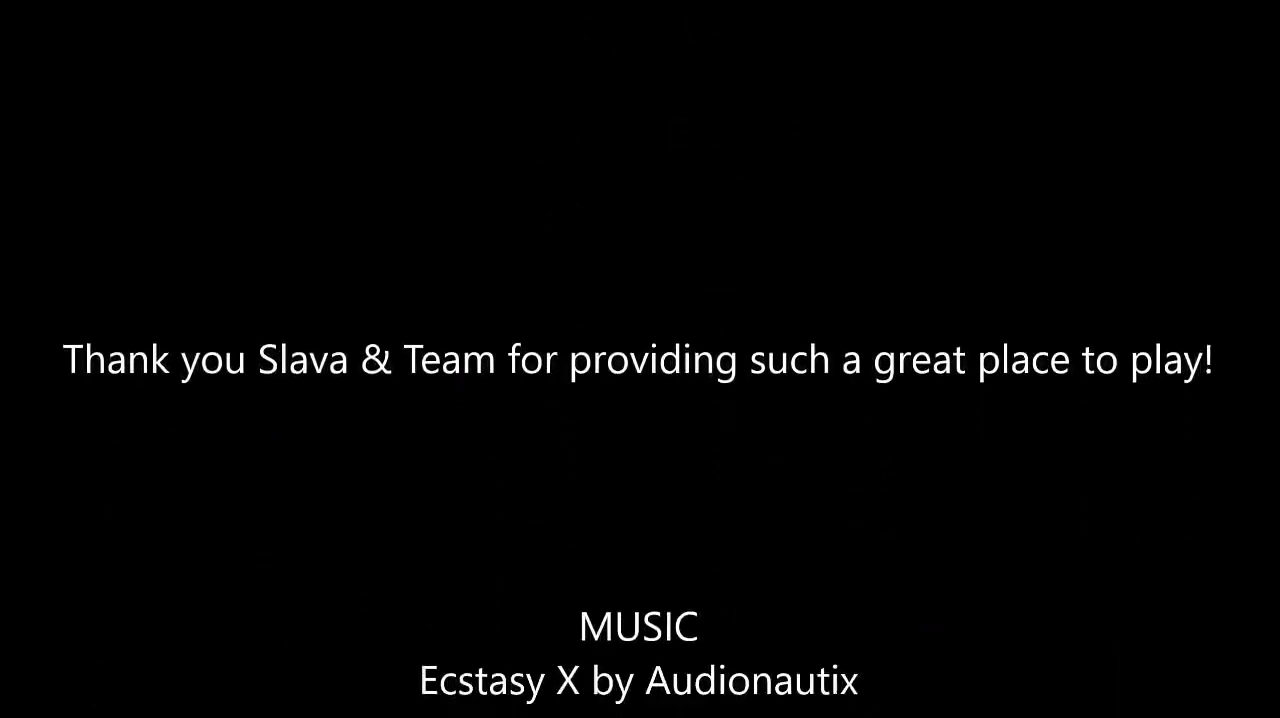 Thank you Slava & Team for providing such a great place to play!
MUSIC
Ecstasy X by Audionautix